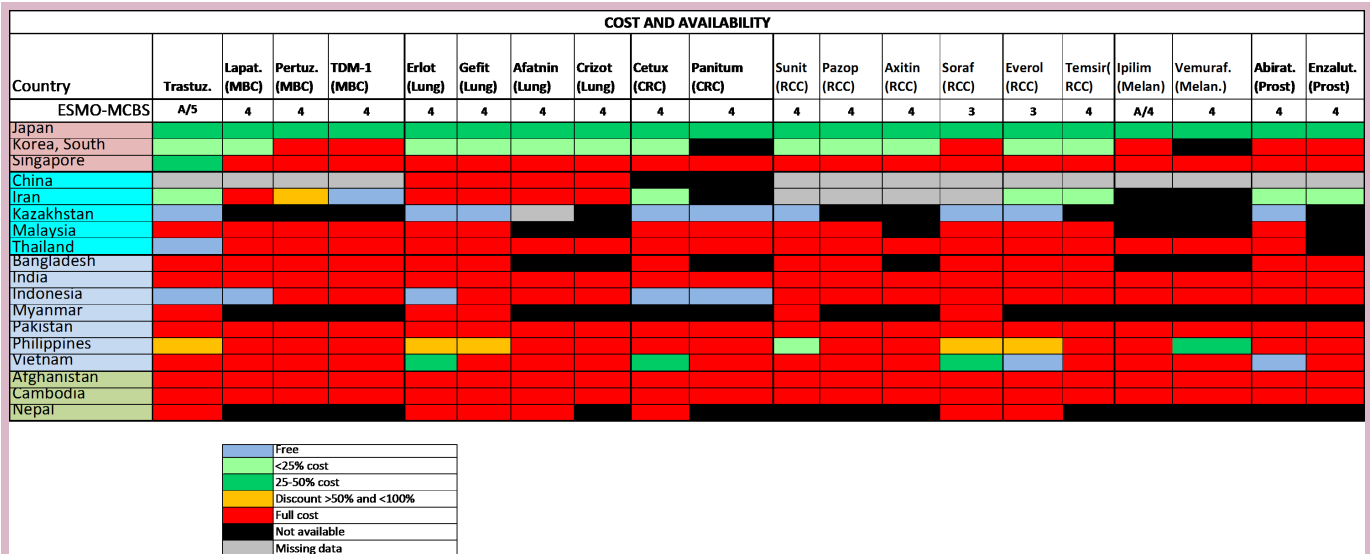 COST AND AVAILABILITY
Country Trastuz. Lapat. (MBC) Pertuz. (MBC) TDM-1 (MBC) Erlot (Lung) Gefit (Lung) Afatnin (Lung) Crizot (Lung) Cetux (CRC) Panitum (CRC) Sunit (RCC) Pazop (RCC) Axitin (RCC) Soraf (RCC) Everol (RCC) Temsir( RCC) Ipilim (Melan) Vemuraf. (Melan.) Abirat. (Prost) Enzalut. (Prost)
ESMO-MCBS A/5 4 4 4 4 4 4 4 4 4 4 4 4 3 3 4 A/4 4 4 4
Japan
Korea, South
Singapore
China
Iran
Kazakhstan
Malaysia
Thailand
Bangladesh
India
Indonesia
Myanmar
Pakistan
Philippines
Vietnam
Afghanistan
Cambodia
Nepal
Free
<25% cost
25-50% cost
Discount >50% and <100%
Full cost
Not available
Missing data